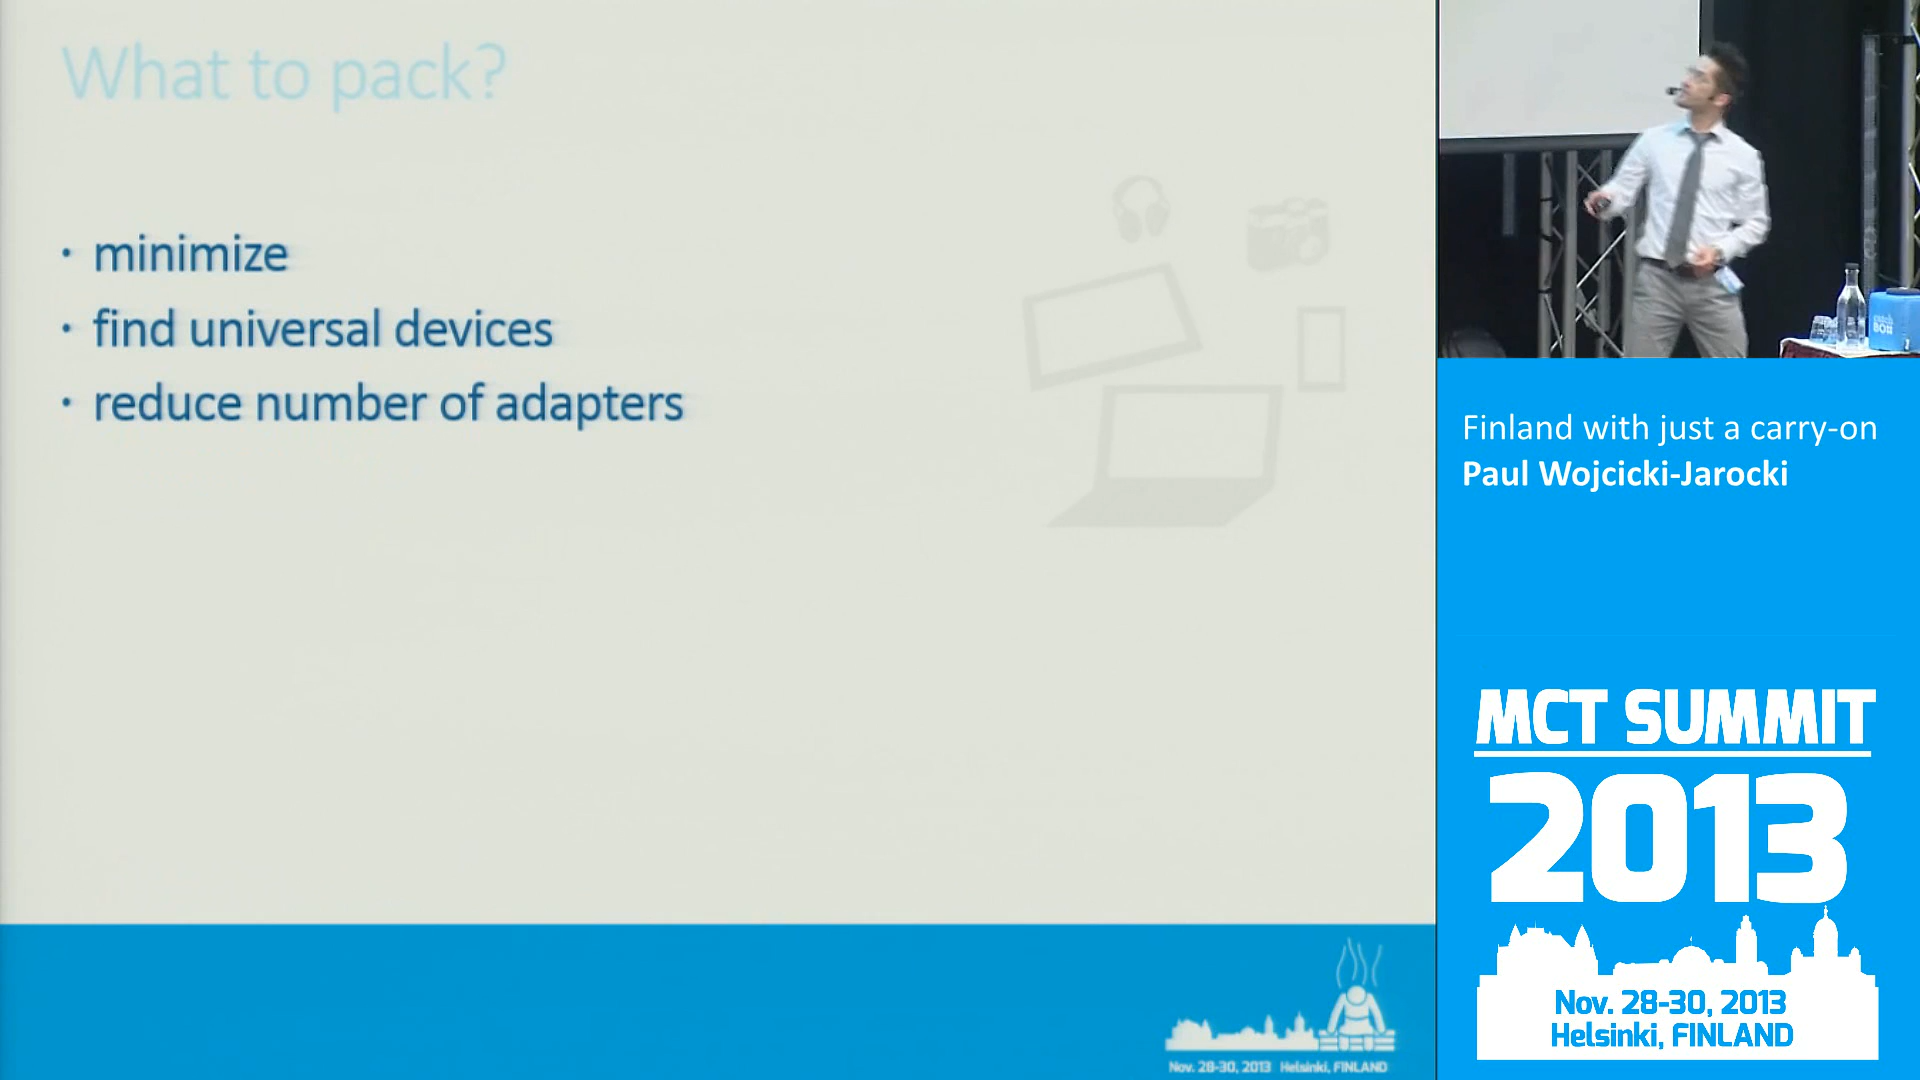 What to pack?
• minimize
• find universal devices
• reduce number of adapters
Nov. 28-30, 2013 Helsinki, FINLAND
Finland with just a carry-on
Paul Wojcicki-Jarocki
MCT SUMMIT
2013
Nov. 28-30, 2013
Helsinki, FINLAND